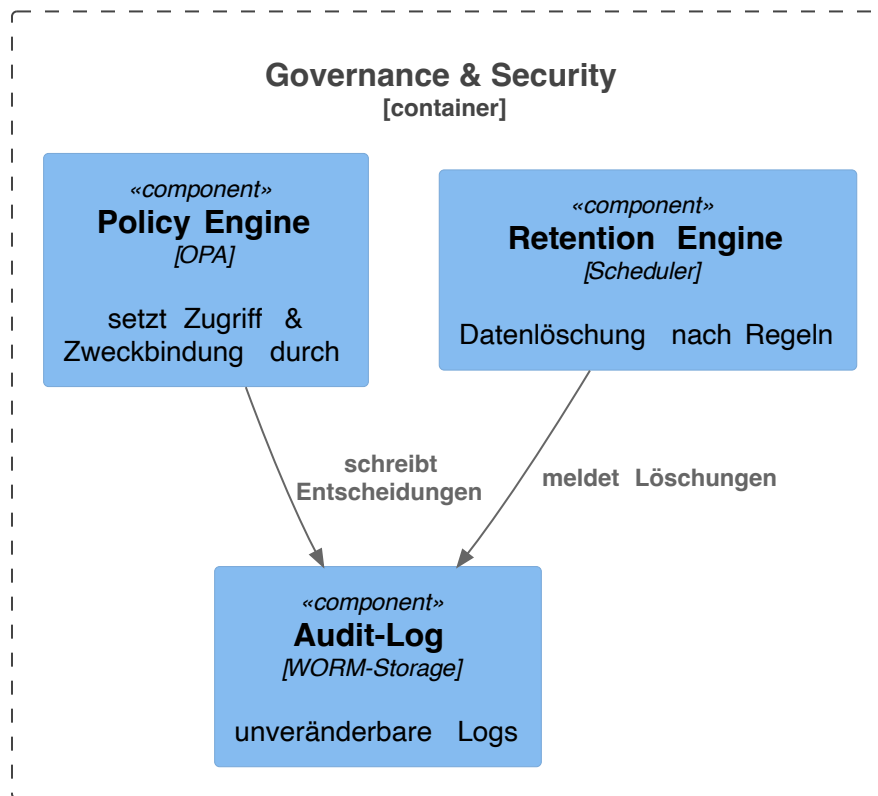 Governance & Security
[container]
«component»
Policy Engine
[OPA]
setzt Zugriff &
Zweckbindung durch
«component»
Retention Engine
[Scheduler]
Datenlöschung nach Regeln
schreibt
Entscheidungen
meldet Löschungen
«component»
Audit-Log
[WORM-Storage]
unveränderbare Logs